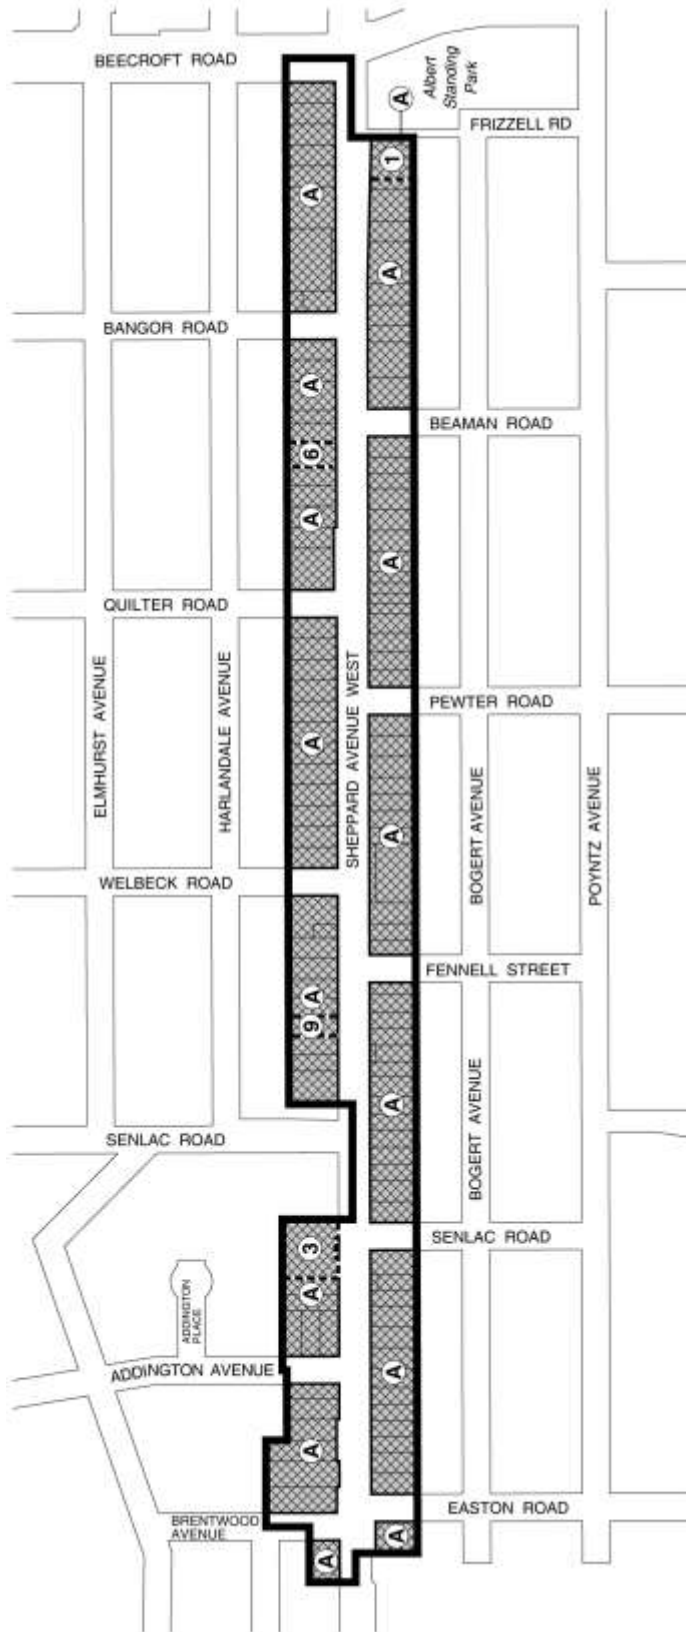 BEECROFT ROAD
Albert
Standing
Park
A
FRIZZELL RD
1
A
A
BANGOR ROAD
A
BEAMAN ROAD
6
A
A
QUILTER ROAD
ELMHURST AVENUE
HARLANDALE AVENUE
SHEPPARD AVENUE WEST
PEWTER ROAD
A
A
BOGERT AVENUE
POYNTZ AVENUE
WELBECK ROAD
FENNELL STREET
A
9
A
BOGERT AVENUE
SENLAC ROAD
SENLAC ROAD
3
A
ADDINGTON
PLACE
ADDINGTON AVENUE
A
A
EASTON ROAD
BRENTWOOD
AVENUE
A
A